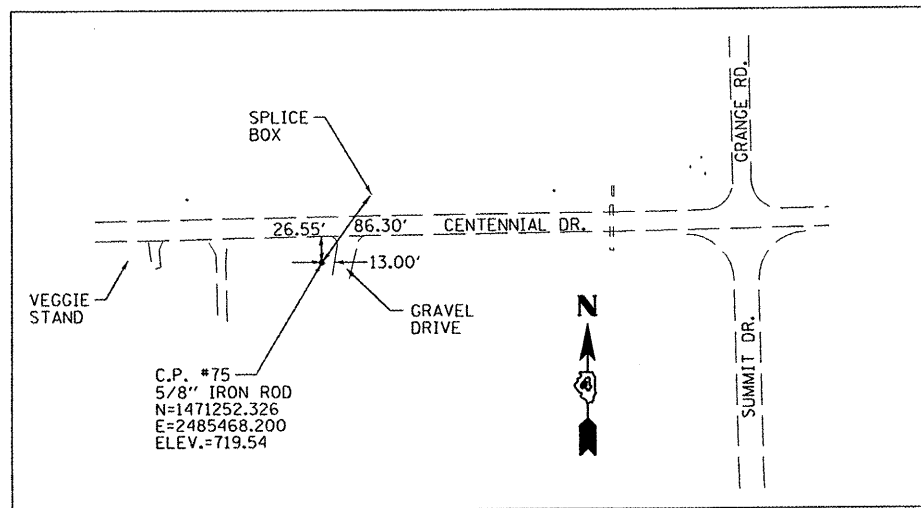 SPLICE
BOX
GRANGE RD.
26.55'
86.30'
CENTENNIAL DR.
13.00'
VEGGIE
STAND
GRAVEL
DRIVE
N
C.P. #75
5/8" IRON ROD
N=1471252.326
E=2485468.200
ELEV.=719.54
SUMMIT DR.